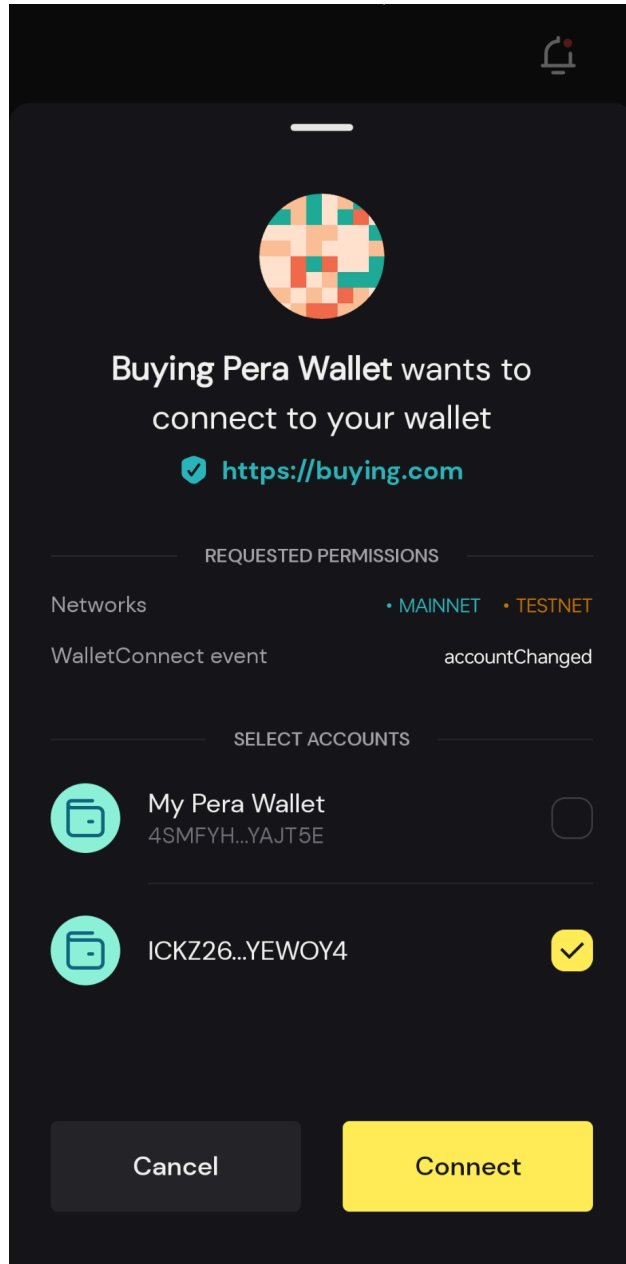 Buying Pera Wallet wants to
connect to your wallet
https://buying.com
REQUESTED PERMISSIONS
Networks • MAINNET • TESTNET
WalletConnect event accountChanged
SELECT ACCOUNTS
My Pera Wallet
4SMFYH...YAJT5E
ICKZ26...YEWOY4
Cancel Connect